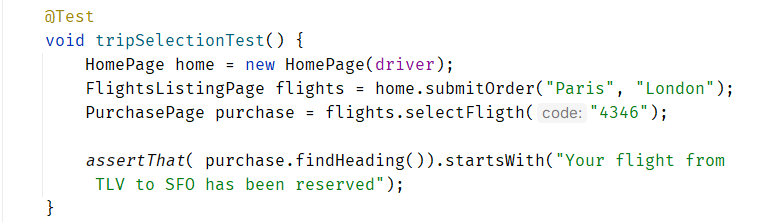 @Test
void tripSelectionTest() {
HomePage home = new HomePage(driver);
FlightsListingPage flights = home.submitOrder("Paris", "London");
PurchasePage purchase = flights.selectFligth( code: "4346");
assertThat( purchase.findHeading()).startsWith("Your flight from
TLV to SFO has been reserved");
}